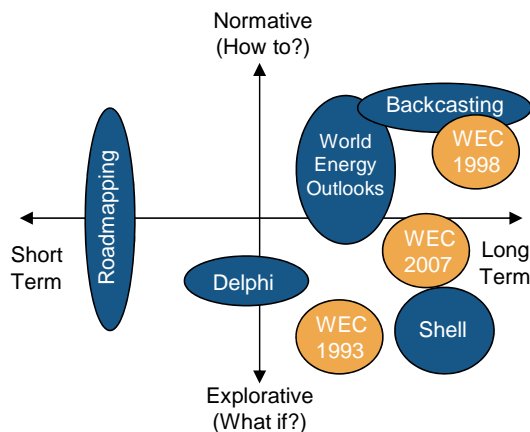 Normative
(How to?)
Backcasting
World
Energy
Outlooks
WEC
1998
Roadmapping
Short
Term
WEC
2007
Long
Term
Delphi
WEC
1993
Shell
Explorative
(What if?)